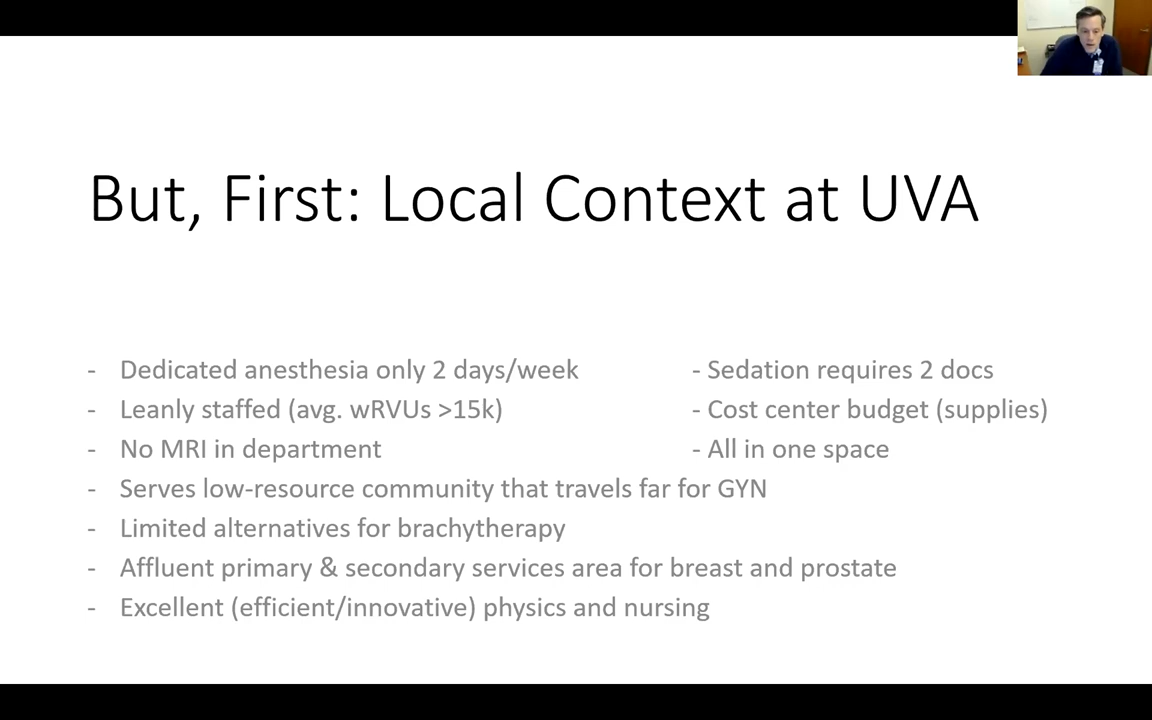 But, First: Local Context at UVA
- Dedicated anesthesia only 2 days/week
- Sedation requires 2 docs
- Leanly staffed (avg. wRVUs >15k)
- Cost center budget (supplies)
- No MRI in department
- All in one space
- Serves low-resource community that travels far for GYN
- Limited alternatives for brachytherapy
- Affluent primary & secondary services area for breast and prostate
- Excellent (efficient/innovative) physics and nursing